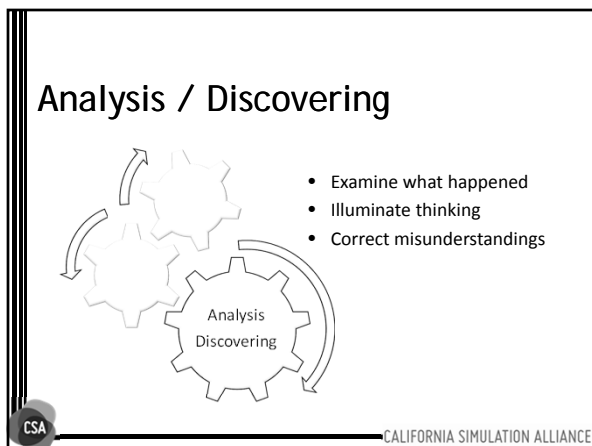 Analysis / Discovering
• Examine what happened
• Illuminate thinking
• Correct misunderstandings
Analysis
Discovering
CSA
CALIFORNIA SIMULATION ALLIANCE